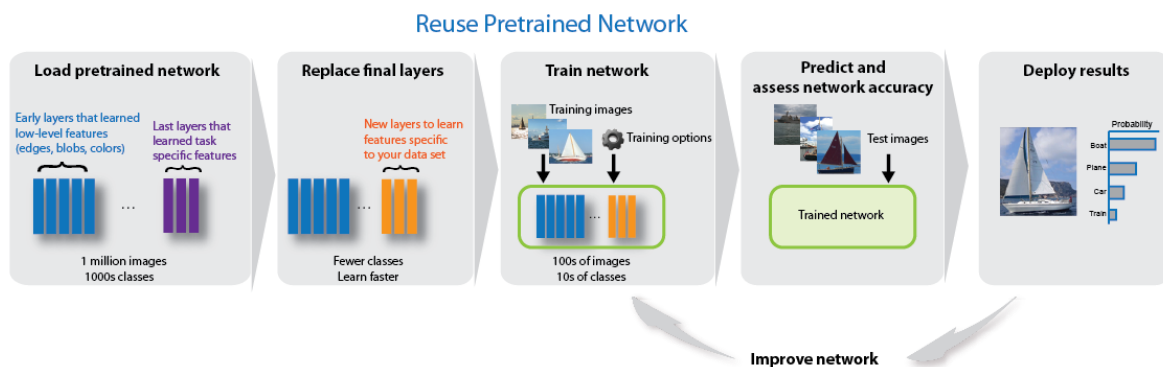 Reuse Pretrained Network
Load pretrained network
Early layers that learned
low-level features
(edges, blobs, colors)
Last layers that
learned task
specific features
...
1 million images
1000s classes
Replace final layers
New layers to learn
features specific
to your data set
...
Fewer classes
Learn faster
Train network
Training images
Training options
...
100s of images
10s of classes
Predict and
assess network accuracy
Test images
Trained network
Deploy results
Probability
Boat
Plane
Car
Train
Improve network